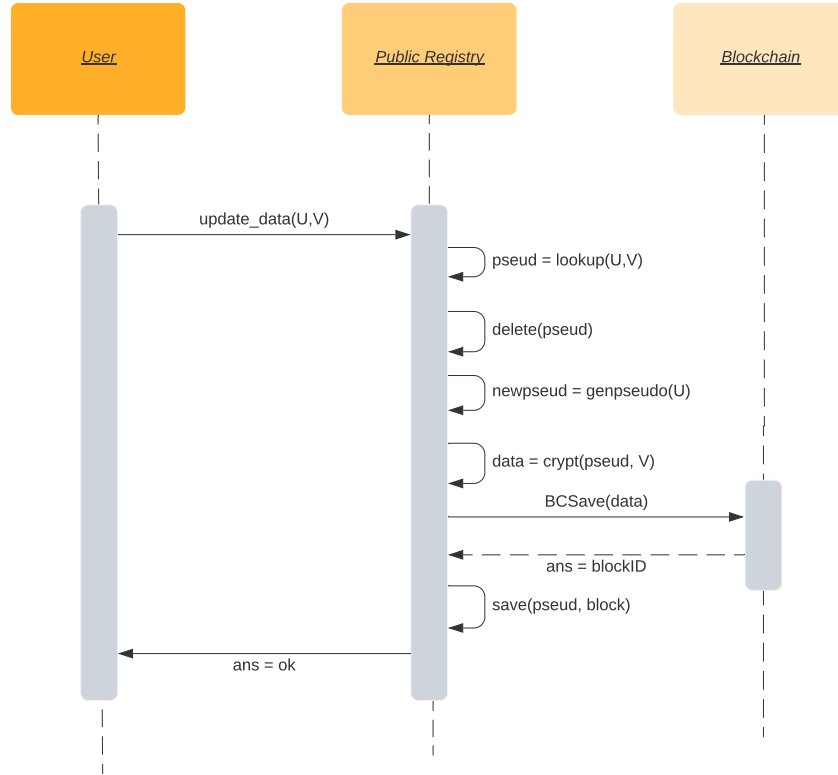 User
Public Registry
Blockchain
update_data(U,V)
pseud = lookup(U,V)
delete(pseud)
newpseud = genpseudo(U)
data = crypt(pseud, V)
BCSave(data)
ans = blockID
save(pseud, block)
ans = ok